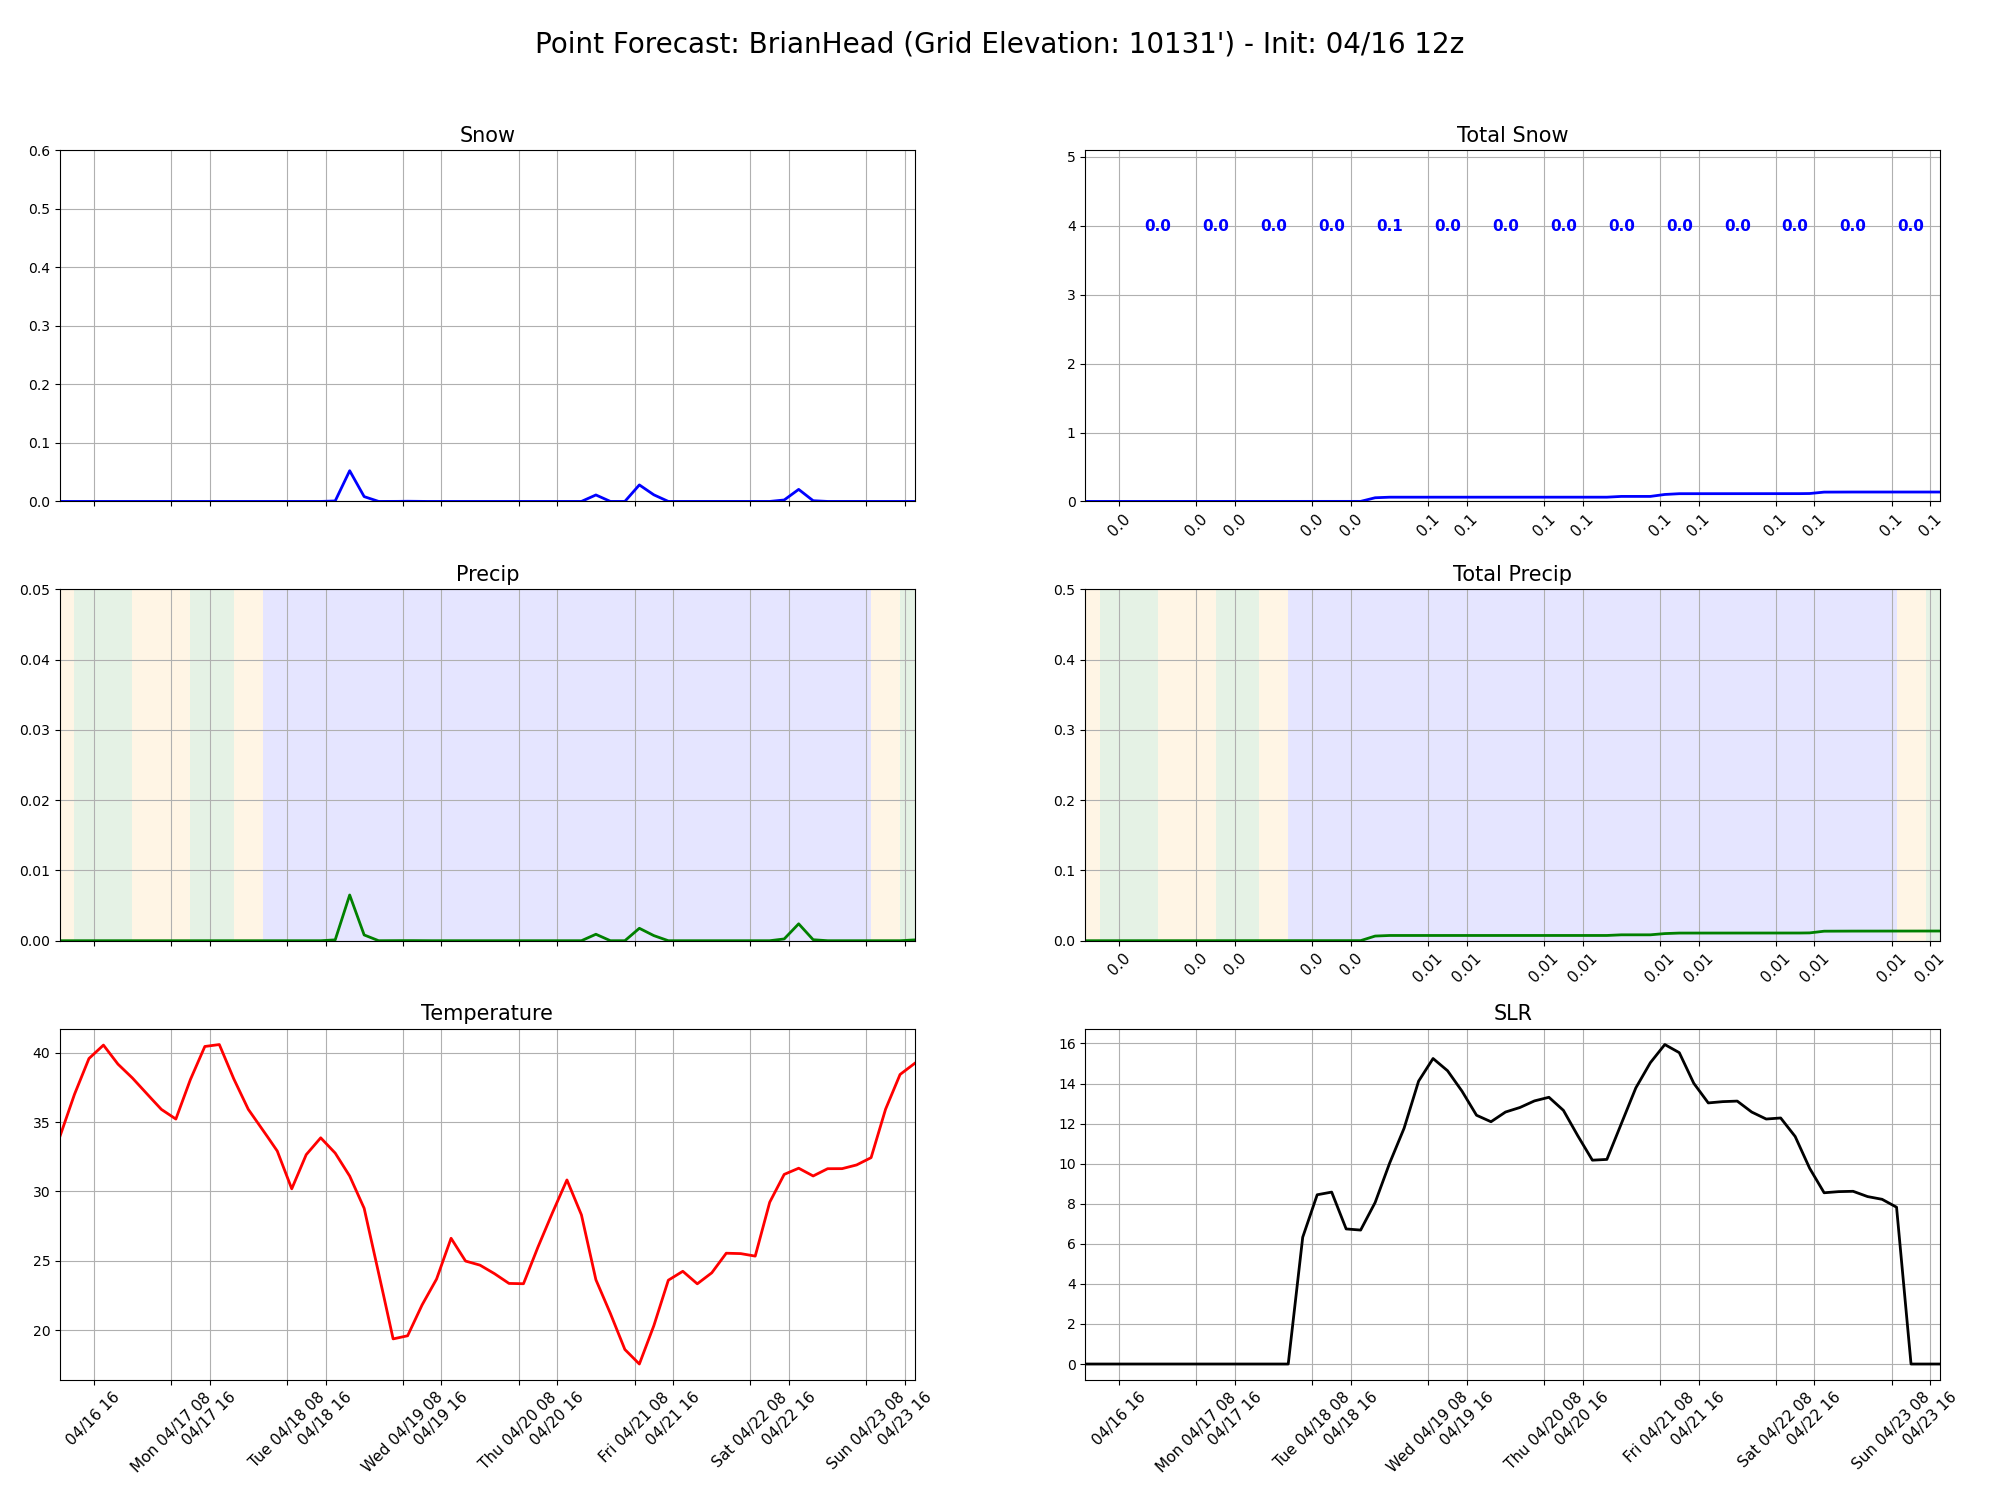 Point Forecast: BrianHead (Grid Elevation: 10131') - Init: 04/16 12z
Snow
0.6
0.5
0.4
0.3
0.2
0.1
0.0
Total Snow
5
4
3
2
1
0
0.0 0.0 0.0 0.0 0.1 0.0 0.0 0.0 0.0 0.0 0.0 0.0 0.0 0.0
0.0 0.0 0.0 0.0 0.0 0.1 0.1 0.1 0.1 0.1 0.1 0.1 0.1 0.1 0.1
Precip
0.05
0.04
0.03
0.02
0.01
0.00
Total Precip
0.5
0.4
0.3
0.2
0.1
0.0
0.0 0.0 0.0 0.0 0.0 0.01 0.01 0.01 0.01 0.01 0.01 0.01 0.01 0.01 0.01
Temperature
40
35
30
25
20
04/16 16
Mon 04/17 08
04/17 16
Tue 04/18 08
04/18 16
Wed 04/19 08
04/19 16
Thu 04/20 08
04/20 16
Fri 04/21 08
04/21 16
Sat 04/22 08
04/22 16
Sun 04/23 08
04/23 16
SLR
16
14
12
10
8
6
4
2
0
04/16 16
Mon 04/17 08
04/17 16
Tue 04/18 08
04/18 16
Wed 04/19 08
04/19 16
Thu 04/20 08
04/20 16
Fri 04/21 08
04/21 16
Sat 04/22 08
04/22 16
Sun 04/23 08
04/23 16